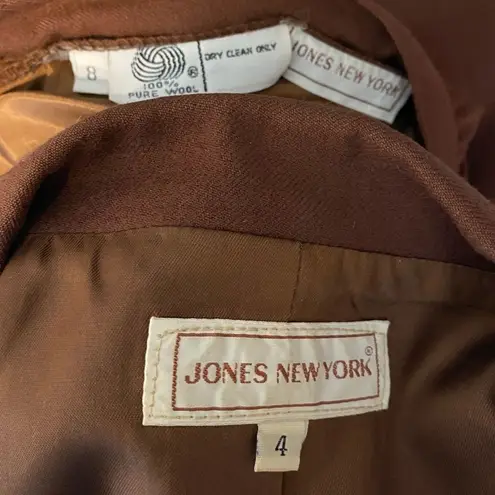 8
®
100%
PURE WOOL
DRY CLEAN ONLY
JONES NEW YORK
JONES NEW YORK®
4